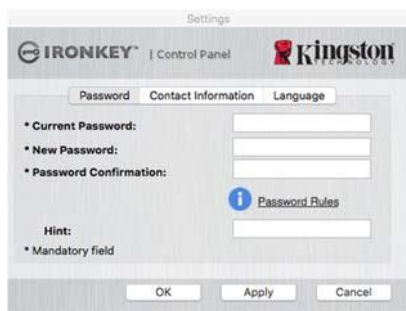 Settings
IRONKEY™ | Control Panel
Kingston
TECHNOLOGY
Password Contact Information Language
* Current Password:
* New Password:
* Password Confirmation:
i Password Rules
Hint:
* Mandatory field
OK Apply Cancel